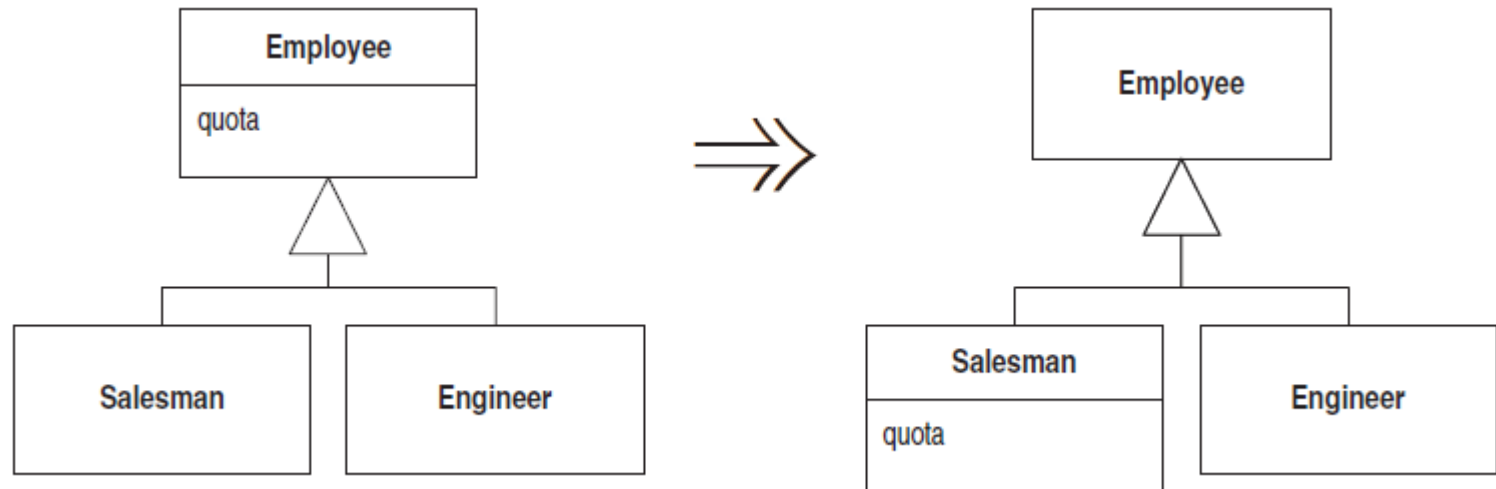 Employee
quota
Salesman
Engineer
Employee
Salesman
quota
Engineer